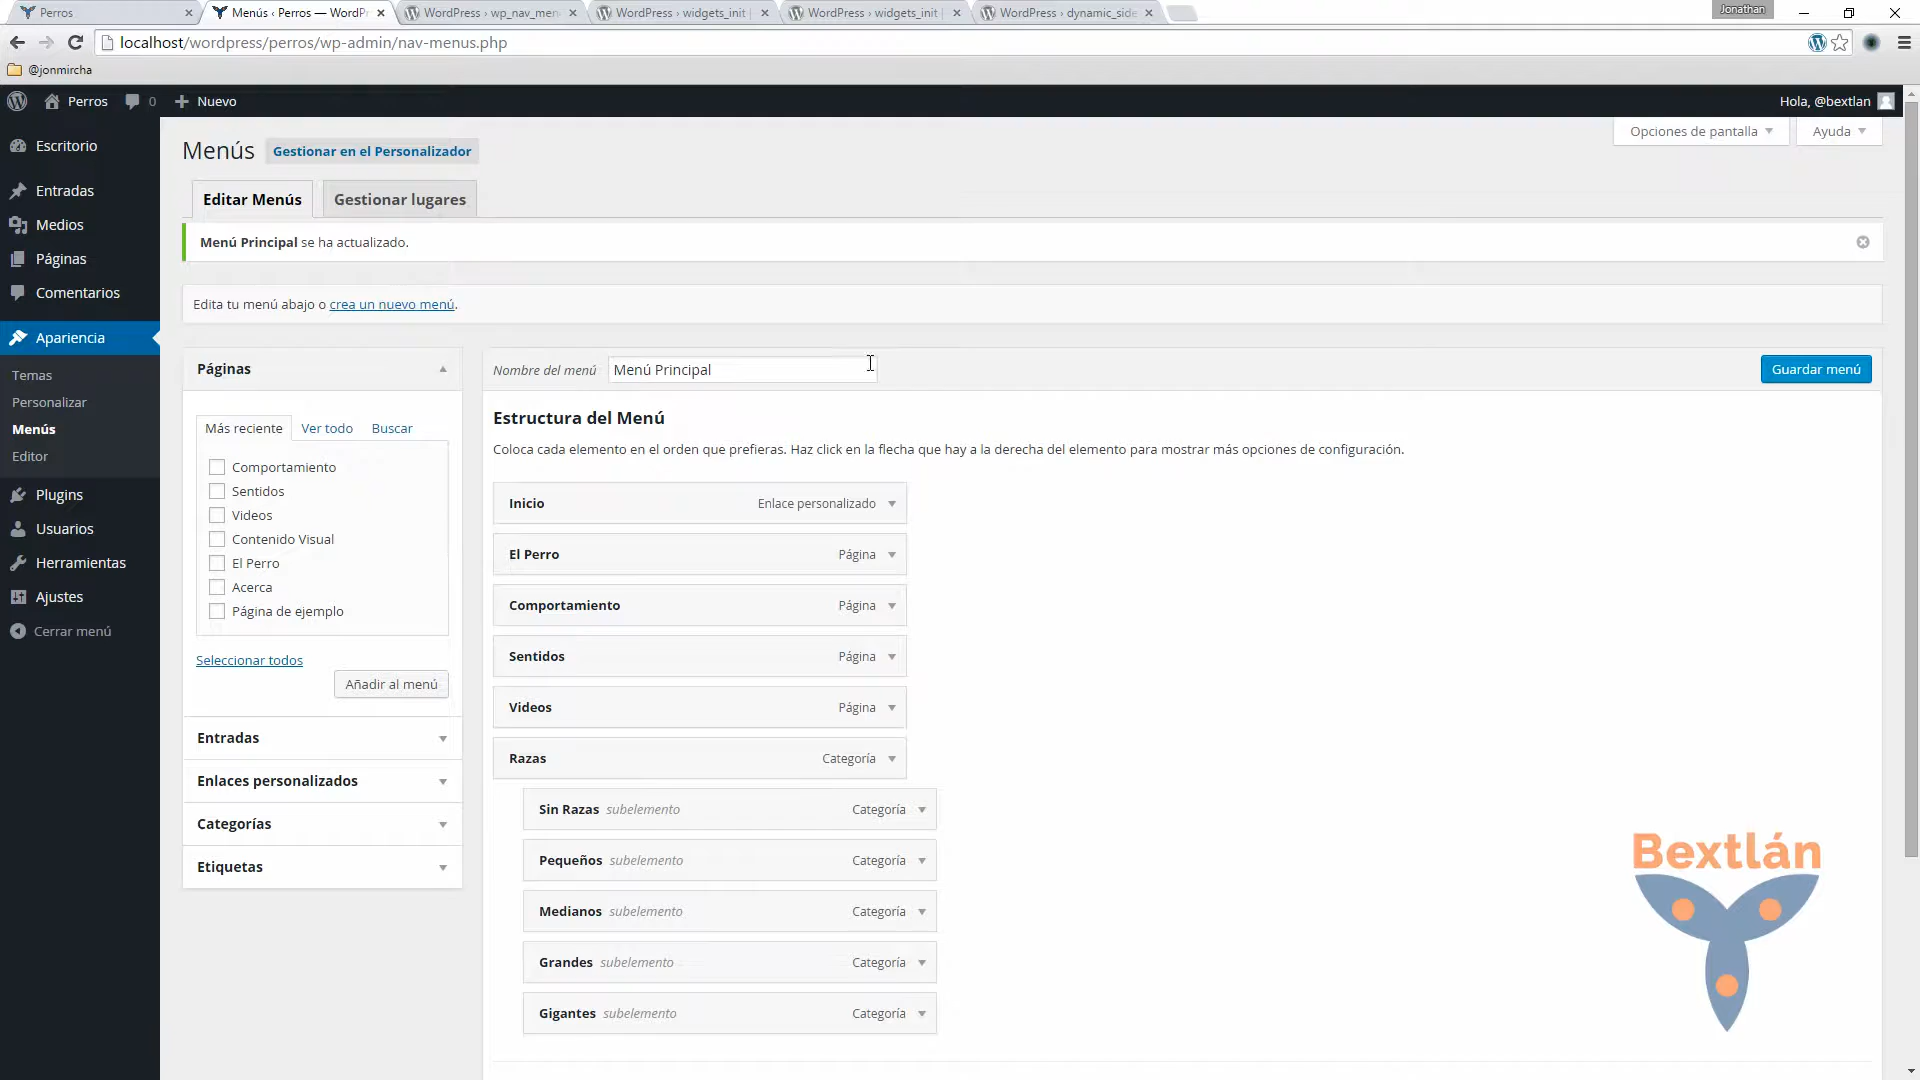 Perros
Menús ‹ Perros — WordPr
WordPress › wp_nav_men
WordPress › widgets_init |
WordPress › widgets_init |
WordPress › dynamic_side
Jonathan
localhost/wordpress/perros/wp-admin/nav-menus.php
@jonmircha
Perros
0
Nuevo
Hola, @bextlan
Opciones de pantalla
Ayuda
Escritorio
Entradas
Medios
Páginas
Comentarios
Apariencia
Temas
Personalizar
Menús
Editor
Plugins
Usuarios
Herramientas
Ajustes
Cerrar menú
Menús
Gestionar en el Personalizador
Editar Menús
Gestionar lugares
Menú Principal se ha actualizado.
Edita tu menú abajo o crea un nuevo menú.
Páginas
Más reciente
Ver todo
Buscar
Comportamiento
Sentidos
Videos
Contenido Visual
El Perro
Acerca
Página de ejemplo
Seleccionar todos
Añadir al menú
Entradas
Enlaces personalizados
Categorías
Etiquetas
Nombre del menú
Menú Principal
Guardar menú
Estructura del Menú
Coloca cada elemento en el orden que prefieras. Haz click en la flecha que hay a la derecha del elemento para mostrar más opciones de configuración.
Inicio Enlace personalizado
El Perro Página
Comportamiento Página
Sentidos Página
Videos Página
Razas Categoría
Sin Razas subelemento Categoría
Pequeños subelemento Categoría
Medianos subelemento Categoría
Grandes subelemento Categoría
Gigantes subelemento Categoría
Bextlán